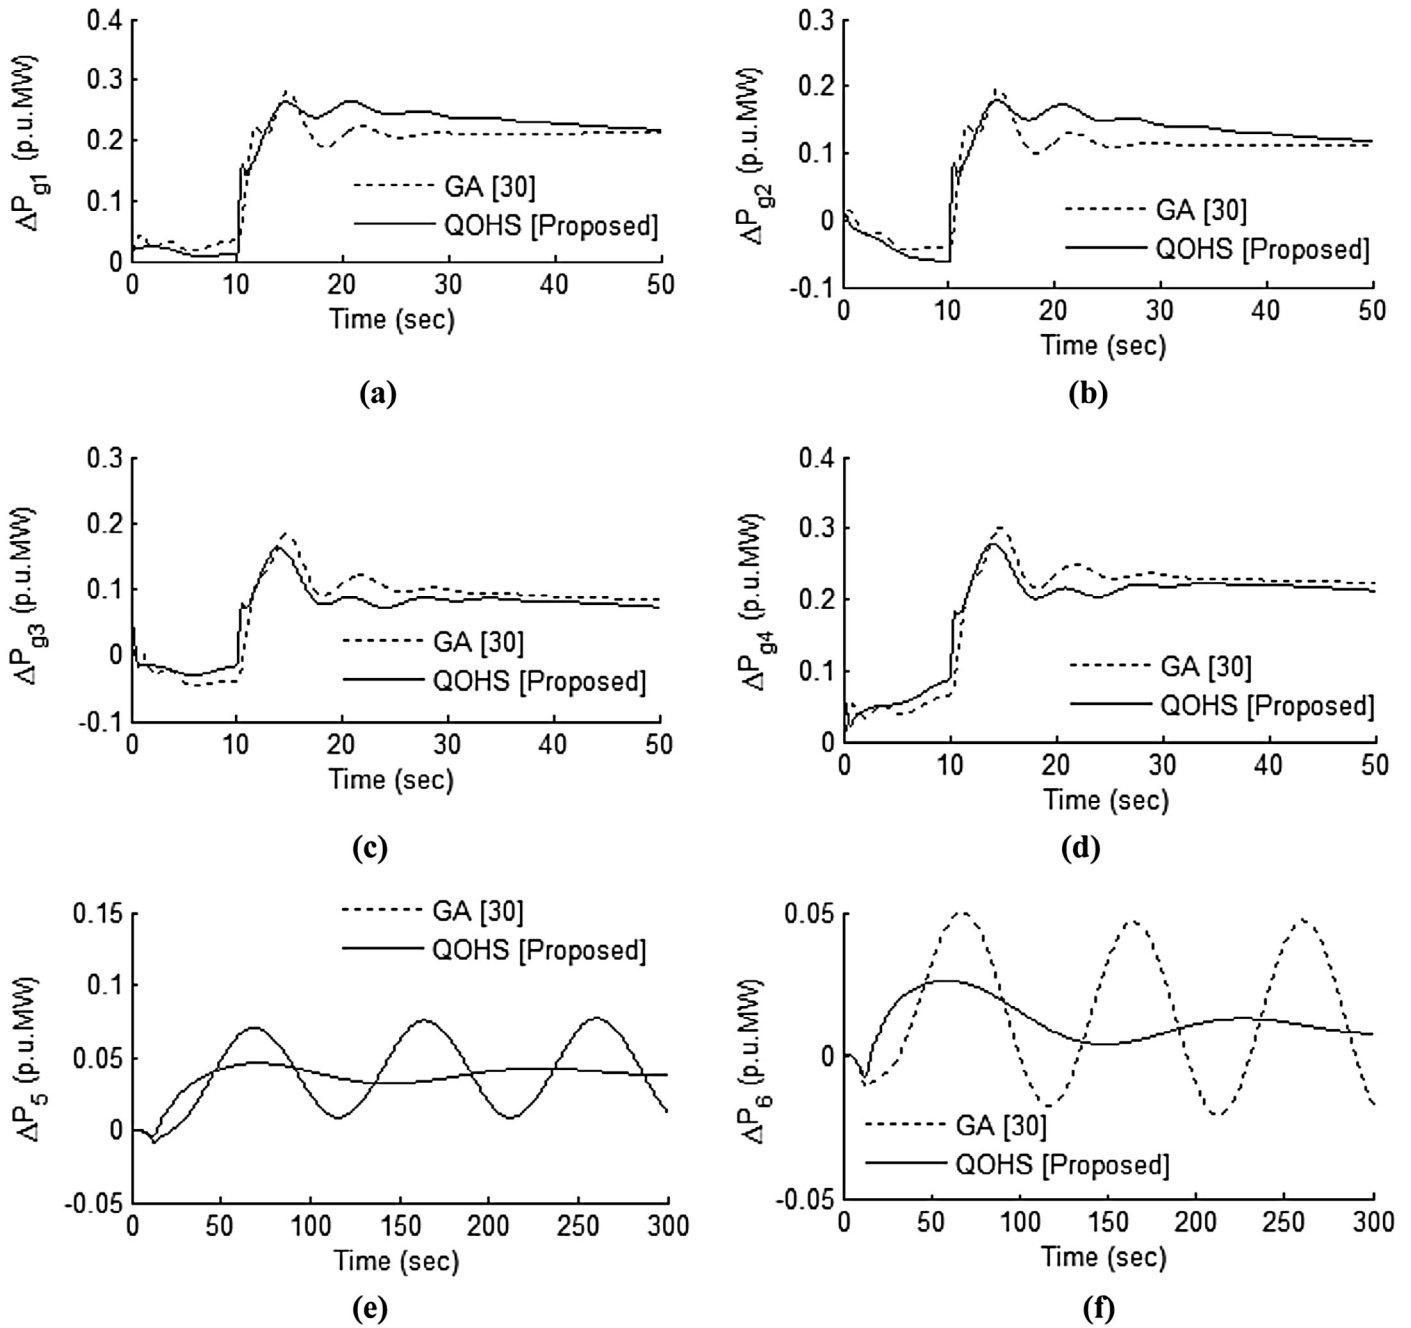 ΔPg1 (p.u.MW)
0.4
0.3
0.2
0.1
0
GA [30]
QOHS [Proposed]
0 10 20 30 40 50
Time (sec)
(a)
ΔPg2 (p.u.MW)
0.3
0.2
0.1
0
-0.1
GA [30]
QOHS [Proposed]
0 10 20 30 40 50
Time (sec)
(b)
ΔPg3 (p.u.MW)
0.3
0.2
0.1
0
-0.1
GA [30]
QOHS [Proposed]
0 10 20 30 40 50
Time (sec)
(c)
ΔPg4 (p.u.MW)
0.4
0.3
0.2
0.1
0
GA [30]
QOHS [Proposed]
0 10 20 30 40 50
Time (sec)
(d)
ΔP5 (p.u.MW)
0.15
0.1
0.05
0
-0.05
GA [30]
QOHS [Proposed]
0 50 100 150 200 250 300
Time (sec)
(e)
ΔP6 (p.u.MW)
0.05
0
-0.05
GA [30]
QOHS [Proposed]
0 50 100 150 200 250 300
Time (sec)
(f)